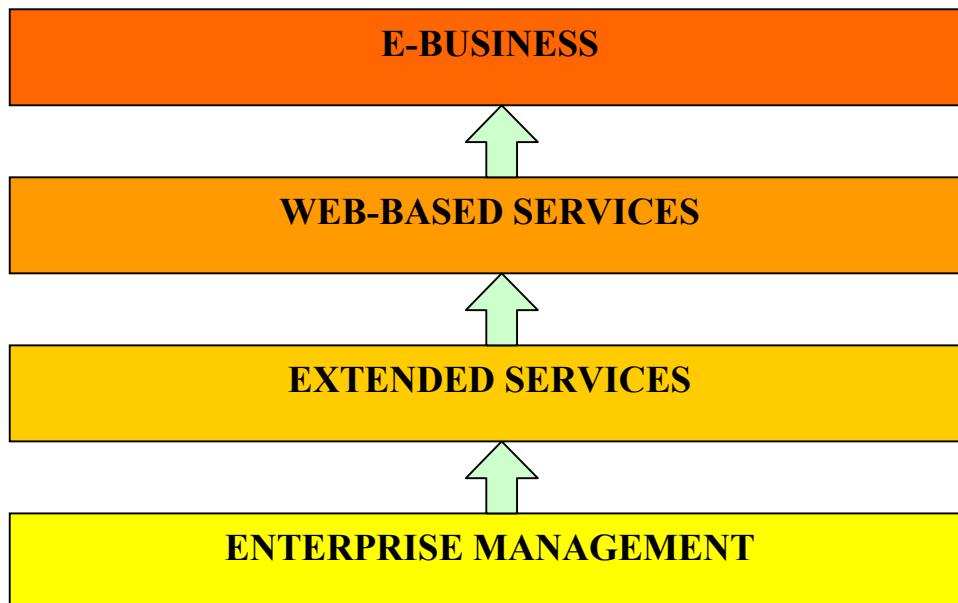 E-BUSINESS
WEB-BASED SERVICES
EXTENDED SERVICES
ENTERPRISE MANAGEMENT